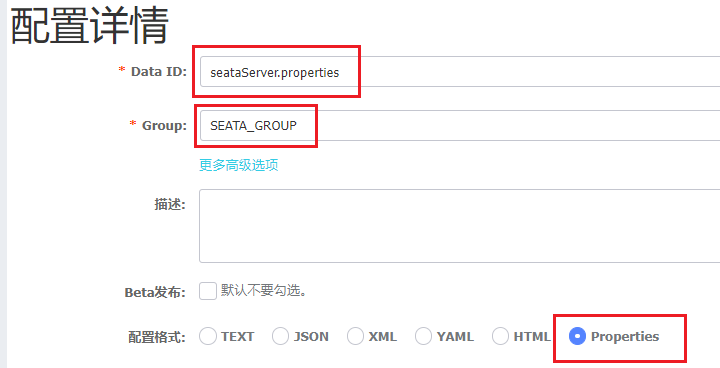 配置详情
* Data ID: seataServer.properties
* Group: SEATA_GROUP
更多高级选项
描述:
Beta发布: 默认不要勾选。
配置格式: TEXT JSON XML YAML HTML Properties